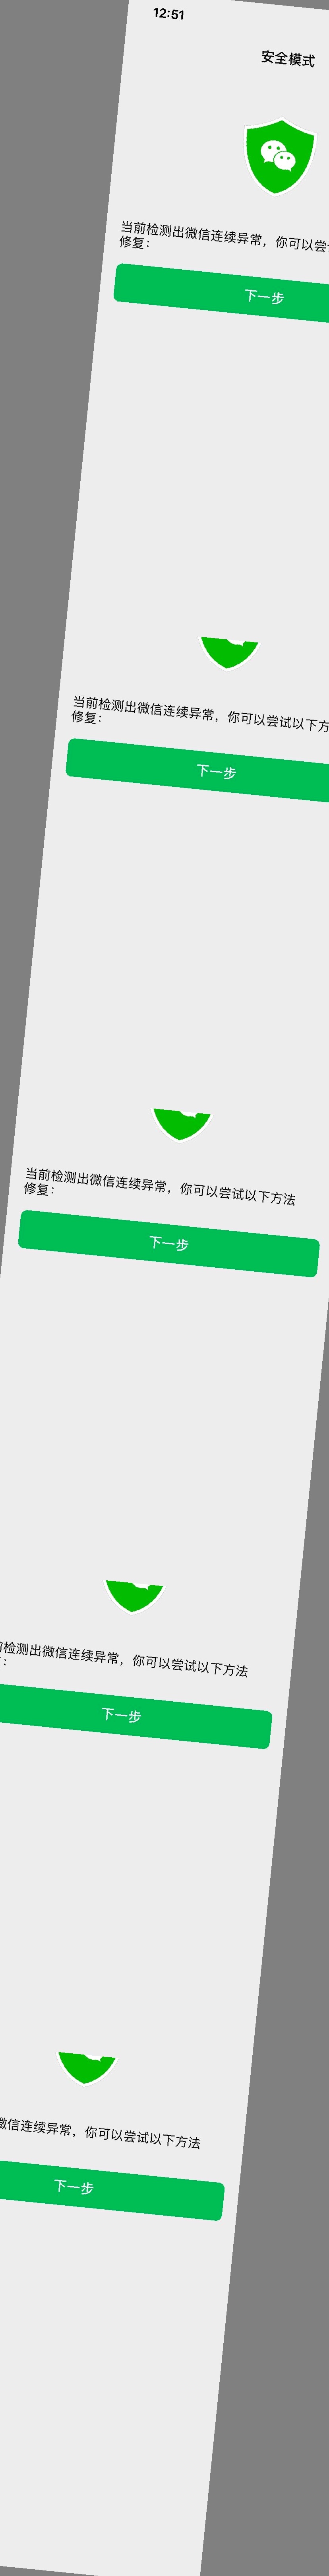 12:51
安全模式
当前检测出微信连续异常，你可以尝
修复：
下一步
当前检测出微信连续异常，你可以尝试以下方
修复：
下一步
当前检测出微信连续异常，你可以尝试以下方法
修复：
下一步
检测出微信连续异常，你可以尝试以下方法
：
下一步
微信连续异常，你可以尝试以下方法
下一步